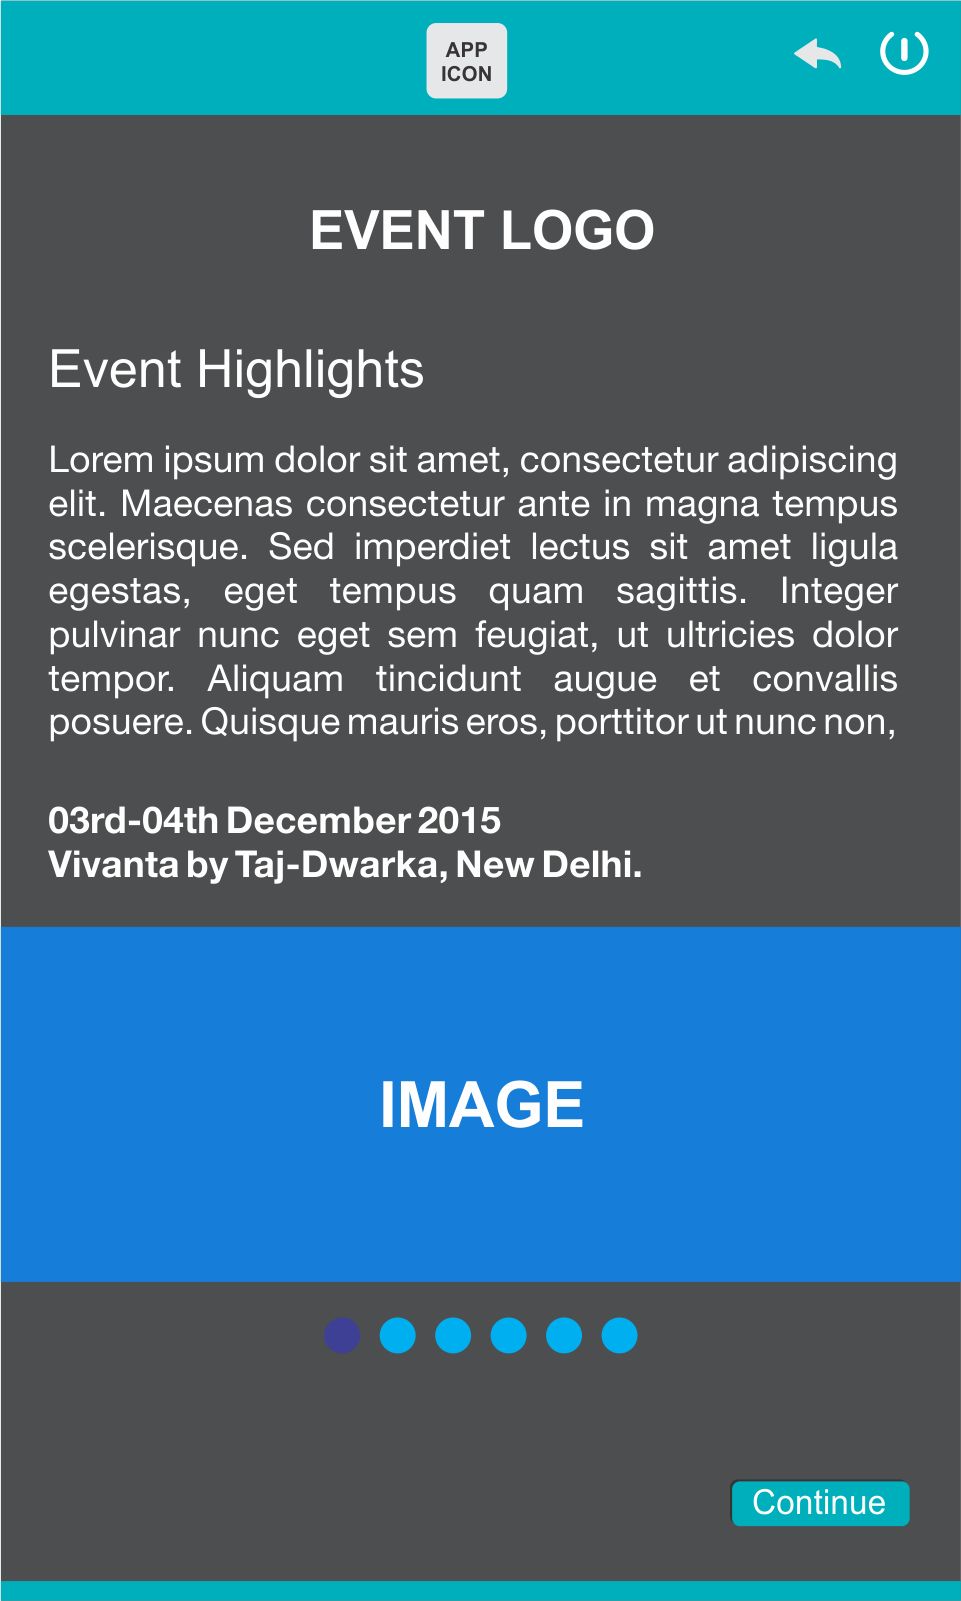 APP
ICON
EVENT LOGO
Event Highlights
Lorem ipsum dolor sit amet, consectetur adipiscing
elit. Maecenas consectetur ante in magna tempus
scelerisque. Sed imperdiet lectus sit amet ligula
egestas, eget tempus quam sagittis. Integer
pulvinar nunc eget sem feugiat, ut ultricies dolor
tempor. Aliquam tincidunt augue et convallis
posuere. Quisque mauris eros, porttitor ut nunc non,
03rd-04th December 2015
Vivanta by Taj-Dwarka, New Delhi.
IMAGE
Continue